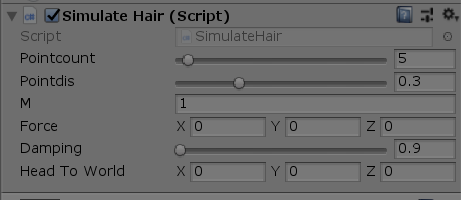 Simulate Hair (Script)
Script SimulateHair
Pointcount 5
Pointdis 0.3
M 1
Force X 0 Y 0 Z 0
Damping 0.9
Head To World X 0 Y 0 Z 0